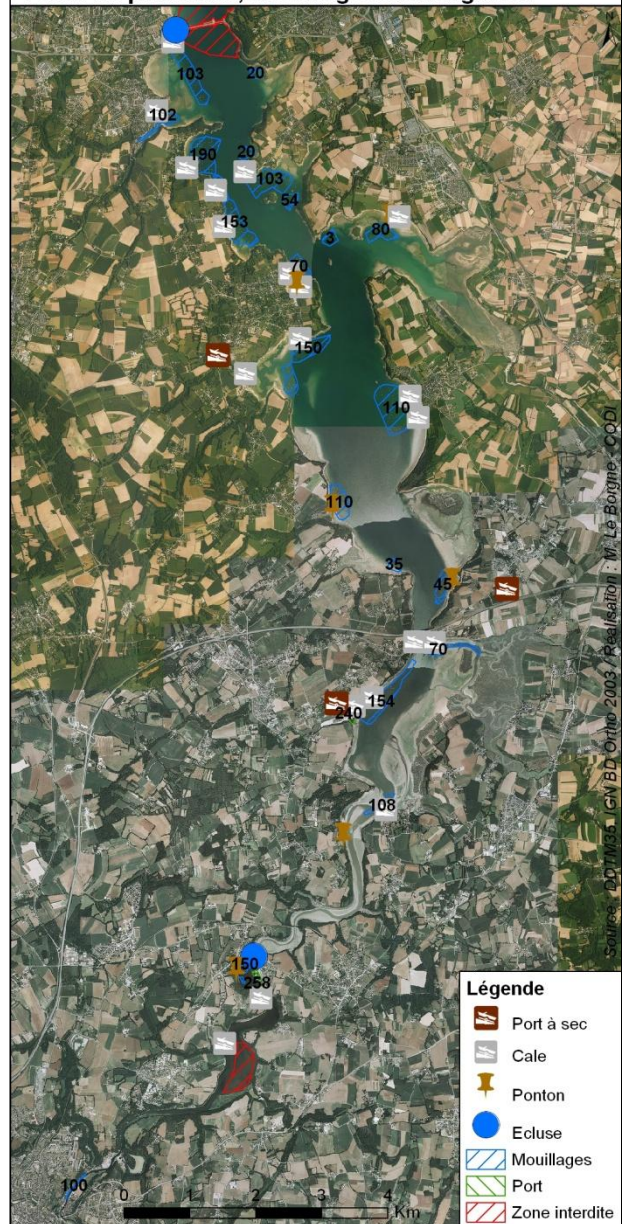 103
20
102
190
20
103
54
153
3
80
70
150
110
110
35
45
70
154
240
108
150
258
100
Source : DDTM35. IGN BD Ortho 2003 / Réalisation : M. Le Borgne - CODI
Légende
Port à sec
Cale
Ponton
Ecluse
Mouillages
Port
Zone interdite
0 1 2 4
Km